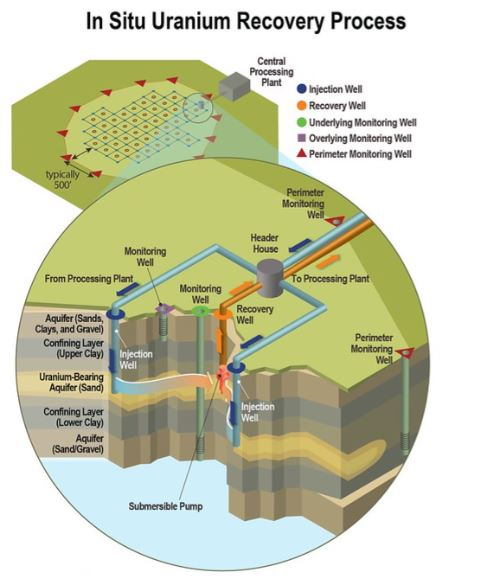 In Situ Uranium Recovery Process
Central
Processing
Plant
Injection Well
Recovery Well
Underlying Monitoring Well
Overlying Monitoring Well
Perimeter Monitoring Well
typically
500'
Perimeter
Monitoring
Well
Header
House
Monitoring
Well
From Processing Plant
To Processing Plant
Monitoring
Well
Recovery
Well
Aquifer (Sands,
Clays, and Gravel)
Confining Layer
(Upper Clay)
Injection
Well
Perimeter
Monitoring
Well
Uranium-Bearing
Aquifer (Sand)
Injection
Well
Confining Layer
(Lower Clay)
Aquifer
(Sand/Gravel)
Submersible Pump